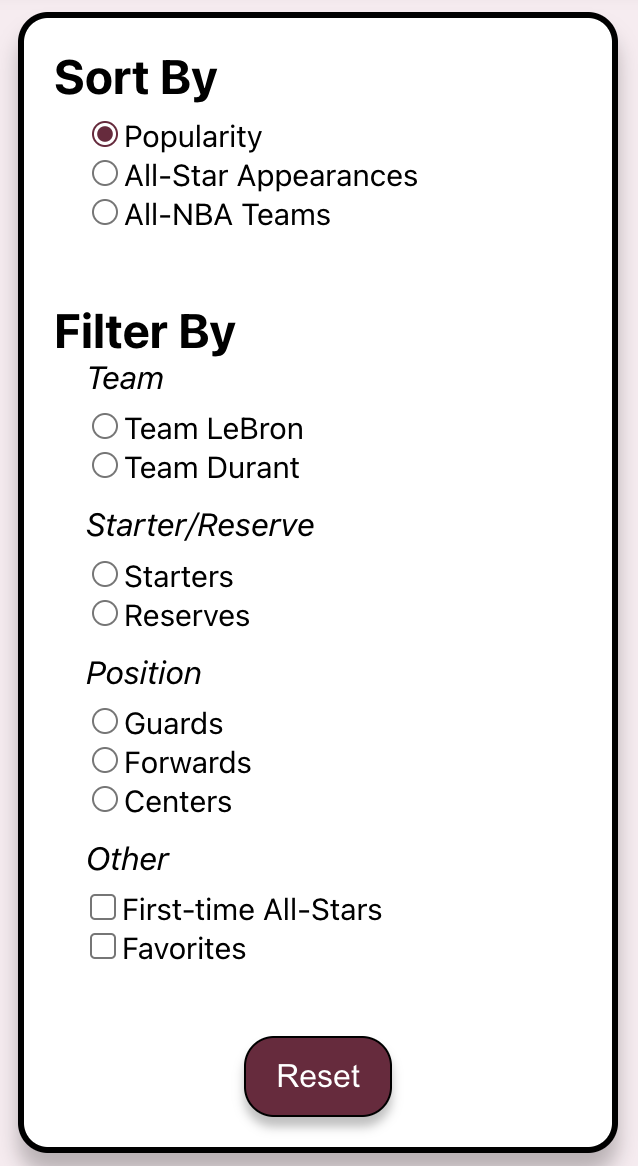 Sort By
Popularity
All-Star Appearances
All-NBA Teams
Filter By
Team
Team LeBron
Team Durant
Starter/Reserve
Starters
Reserves
Position
Guards
Forwards
Centers
Other
First-time All-Stars
Favorites
Reset